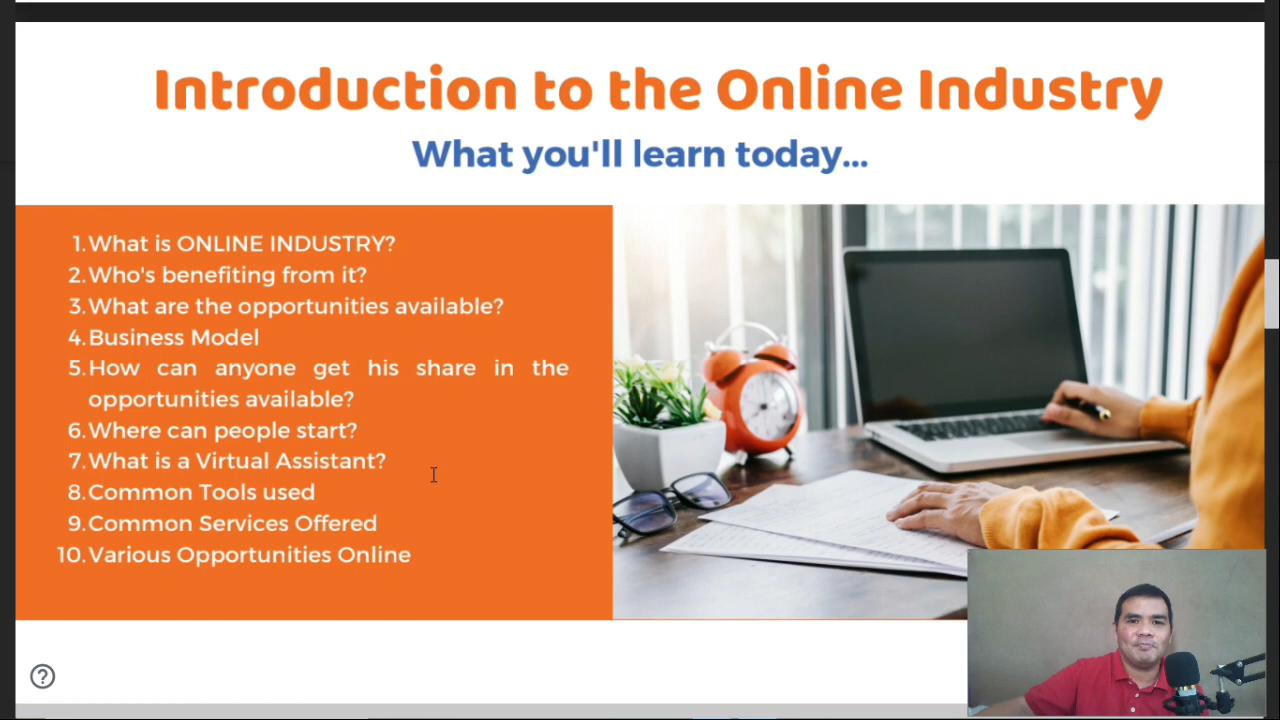 Introduction to the Online Industry
What you'll learn today...
1. What is ONLINE INDUSTRY?
2. Who's benefiting from it?
3. What are the opportunities available?
4. Business Model
5. How can anyone get his share in the
opportunities available?
6. Where can people start?
7. What is a Virtual Assistant?
8. Common Tools used
9. Common Services Offered
10. Various Opportunities Online
?